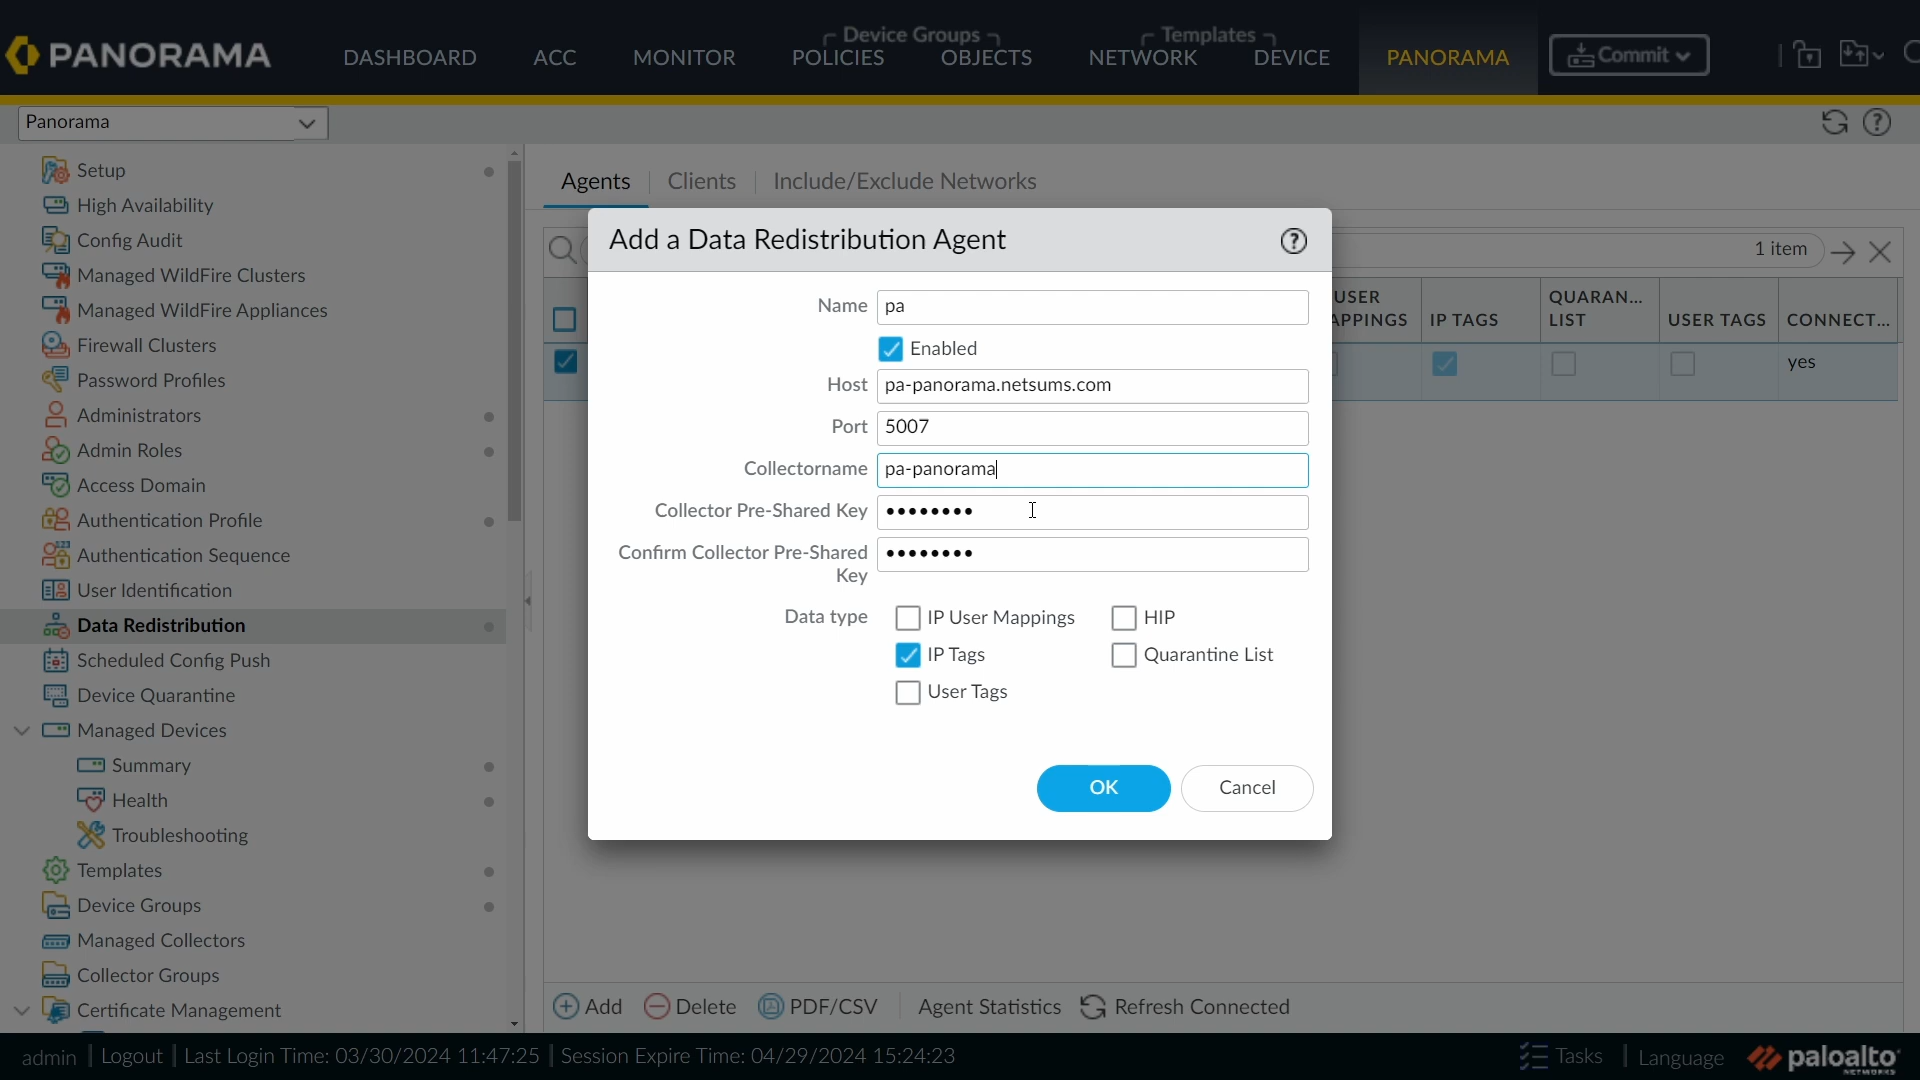 PANORAMA
DASHBOARD
ACC
MONITOR
Device Groups
POLICIES
OBJECTS
Templates
NETWORK
DEVICE
PANORAMA
Commit
Panorama
Setup
High Availability
Config Audit
Managed WildFire Clusters
Managed WildFire Appliances
Firewall Clusters
Password Profiles
Administrators
Admin Roles
Access Domain
Authentication Profile
Authentication Sequence
User Identification
Data Redistribution
Scheduled Config Push
Device Quarantine
Managed Devices
Summary
Health
Troubleshooting
Templates
Device Groups
Managed Collectors
Collector Groups
Certificate Management
Agents
Clients
Include/Exclude Networks
1 item
USER
IP TAGS
QUARAN...
LIST
USER TAGS
CONNECT...
yes
Add a Data Redistribution Agent
Name
pa
Enabled
Host
pa-panorama.netsums.com
Port
5007
Collectorname
pa-panorama
Collector Pre-Shared Key
••••••••
Confirm Collector Pre-Shared
Key
••••••••
Data type
IP User Mappings
HIP
IP Tags
Quarantine List
User Tags
OK
Cancel
Add
Delete
PDF/CSV
Agent Statistics
Refresh Connected
admin | Logout | Last Login Time: 03/30/2024 11:47:25 | Session Expire Time: 04/29/2024 15:24:23
Tasks | Language
paloalto
NETWORKS